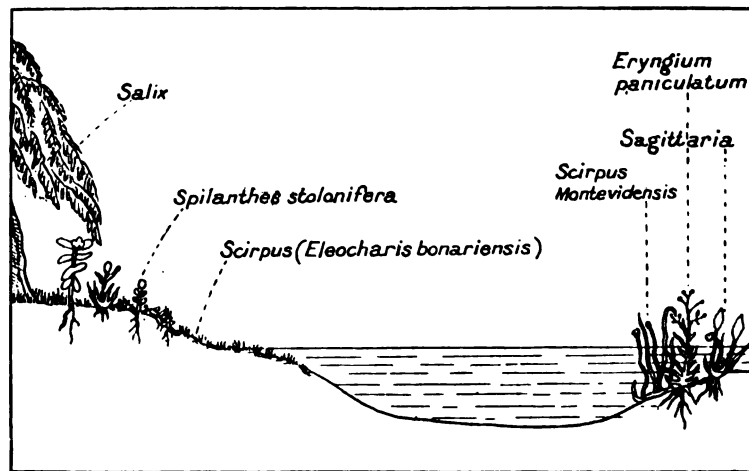 Eryngium
paniculatum
Salix
Sagittaria
Scirpus
Montevidensis
Spilanthes stolonifera
Scirpus (Eleocharis bonariensis)